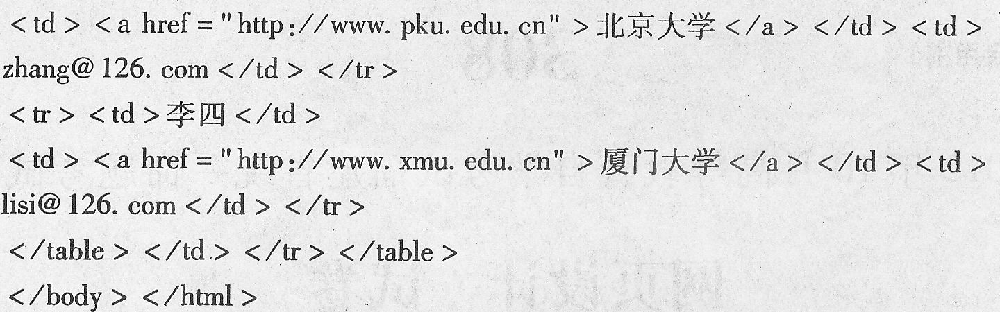 <td><a href="http://www.pku.edu.cn">北京大学</a></td><td>
zhang@126.com</td></tr>
<tr><td>李四</td>
<td><a href="http://www.xmu.edu.cn">厦门大学</a></td><td>
lisi@126.com</td></tr>
</table></td></tr></table>
</body></html>